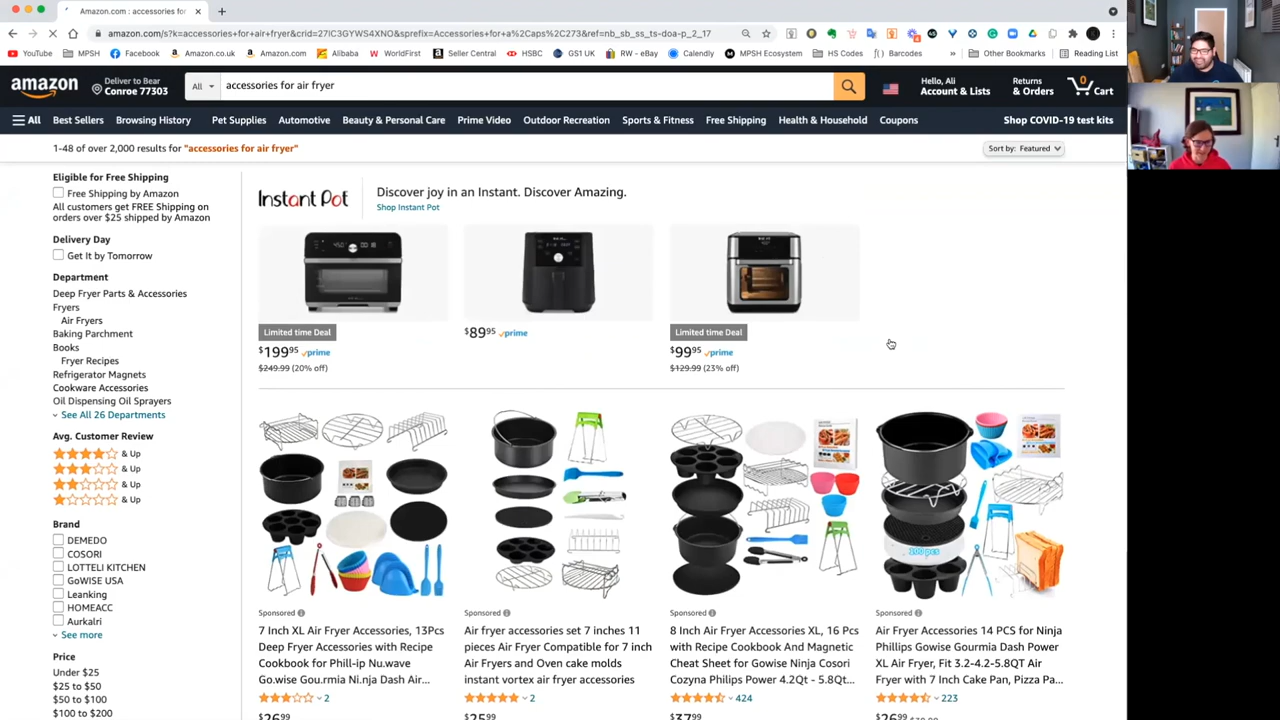 Amazon.com : accessories for
amazon.com/s?k=accessories+for+air+fryer&crid=27IC3GYWS4XNO&sprefix=Accessories+for+a%2Caps%2C273&ref=nb_sb_ss_ts-doa-p_2_17
YouTube MPSH Facebook Amazon.co.uk Amazon.com Alibaba WorldFirst Seller Central HSBC GS1 UK RW - eBay Calendly MPSH Ecosystem HS Codes Barcodes » Other Bookmarks Reading List
amazon
Deliver to Bear
Conroe 77303
All
accessories for air fryer
Hello, Ali
Account & Lists
Returns
& Orders
0
Cart
All Best Sellers Browsing History Pet Supplies Automotive Beauty & Personal Care Prime Video Outdoor Recreation Sports & Fitness Free Shipping Health & Household Coupons Shop COVID-19 test kits
1-48 of over 2,000 results for "accessories for air fryer"
Sort by: Featured
Eligible for Free Shipping
Free Shipping by Amazon
All customers get FREE Shipping on
orders over $25 shipped by Amazon
Delivery Day
Get It by Tomorrow
Department
Deep Fryer Parts & Accessories
Fryers
Air Fryers
Baking Parchment
Books
Fryer Recipes
Refrigerator Magnets
Cookware Accessories
Oil Dispensing Oil Sprayers
See All 26 Departments
Avg. Customer Review
& Up
& Up
& Up
& Up
Brand
DEMEDO
COSORI
LOTTELI KITCHEN
GoWISE USA
Leanking
HOMEACC
Aurkalri
See more
Price
Under $25
$25 to $50
$50 to $100
$100 to $200
Instant Pot
Discover joy in an Instant. Discover Amazing.
Shop Instant Pot
Limited time Deal
$199.95 prime
$249.99 (20% off)
$89.95 prime
Limited time Deal
$99.95 prime
$129.99 (23% off)
100 pcs
Sponsored
7 Inch XL Air Fryer Accessories, 13Pcs
Deep Fryer Accessories with Recipe
Cookbook for Phill-ip Nu.wave
Go.wise Gou.rmia Ni.nja Dash Air...
2
$26.99
Sponsored
Air fryer accessories set 7 inches 11
pieces Air Fryer Compatible for 7 inch
Air Fryers and Oven cake molds
instant vortex air fryer accessories
2
$25.99
Sponsored
8 Inch Air Fryer Accessories XL, 16 Pcs
with Recipe Cookbook And Magnetic
Cheat Sheet for Gowise Ninja Cosori
Cozyna Philips Power 4.2Qt - 5.8Qt...
424
$37.99
Sponsored
Air Fryer Accessories 14 PCS for Ninja
Phillips Gowise Gourmia Dash Power
XL Air Fryer, Fit 3.2-4.2-5.8QT Air
Fryer with 7 Inch Cake Pan, Pizza Pa...
223
$26.99